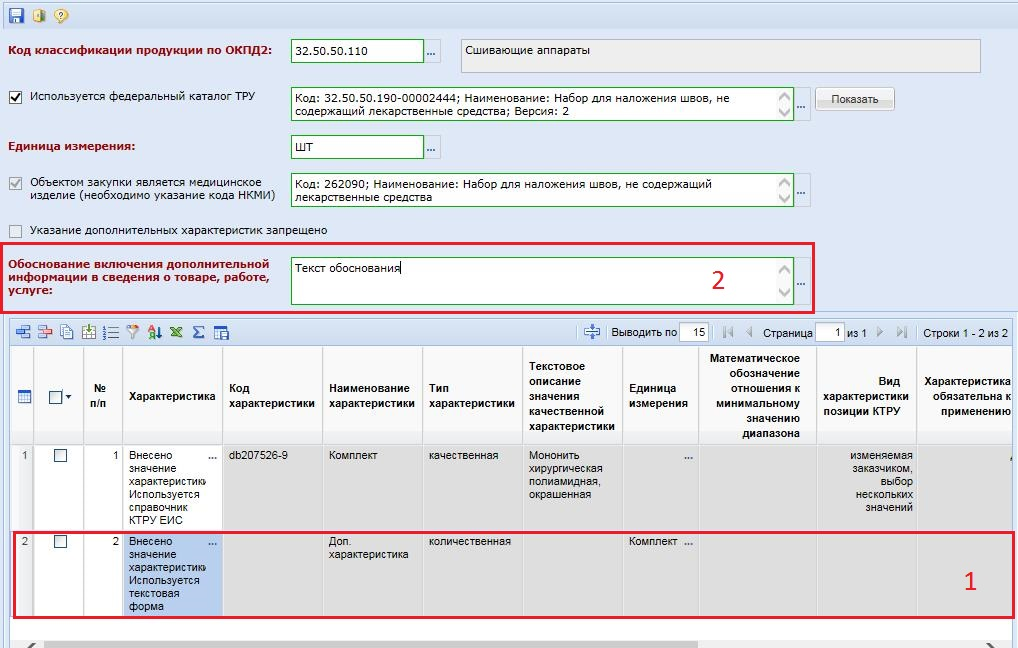 Код классификации продукции по ОКПД2:
32.50.50.110
...
Сшивающие аппараты
Используется федеральный каталог ТРУ
Код: 32.50.50.190-00002444; Наименование: Набор для наложения швов, не
содержащий лекарственные средства; Версия: 2
...
Показать
Единица измерения:
ШТ
...
Объектом закупки является медицинское
изделие (необходимо указание кода НКМИ)
Код: 262090; Наименование: Набор для наложения швов, не содержащий
лекарственные средства
...
Указание дополнительных характеристик запрещено
Обоснование включения дополнительной
информации в сведения о товаре, работе,
услуге:
Текст обоснования
2
...
Выводить по 15
Страница 1 из 1
Строки 1 - 2 из 2
№
п/п
Характеристика
Код
характеристики
Наименование
характеристики
Тип
характеристики
Текстовое
описание
значения
качественной
характеристики
Единица
измерения
Математическое
обозначение
отношения к
минимальному
значению
диапазона
Вид
характеристики
позиции КТРУ
Характеристика
обязательна к
применению
1
1
Внесено ...
значение
характеристики
Используется
справочник
КТРУ ЕИС
db207526-9
Комплект
качественная
Мононить
хирургическая
полиамидная,
окрашенная
...
изменяемая
заказчиком,
выбор
нескольких
значений
2
2
Внесено ...
значение
характеристики
Используется
текстовая
форма
Доп.
характеристика
количественная
Комплект ...
1